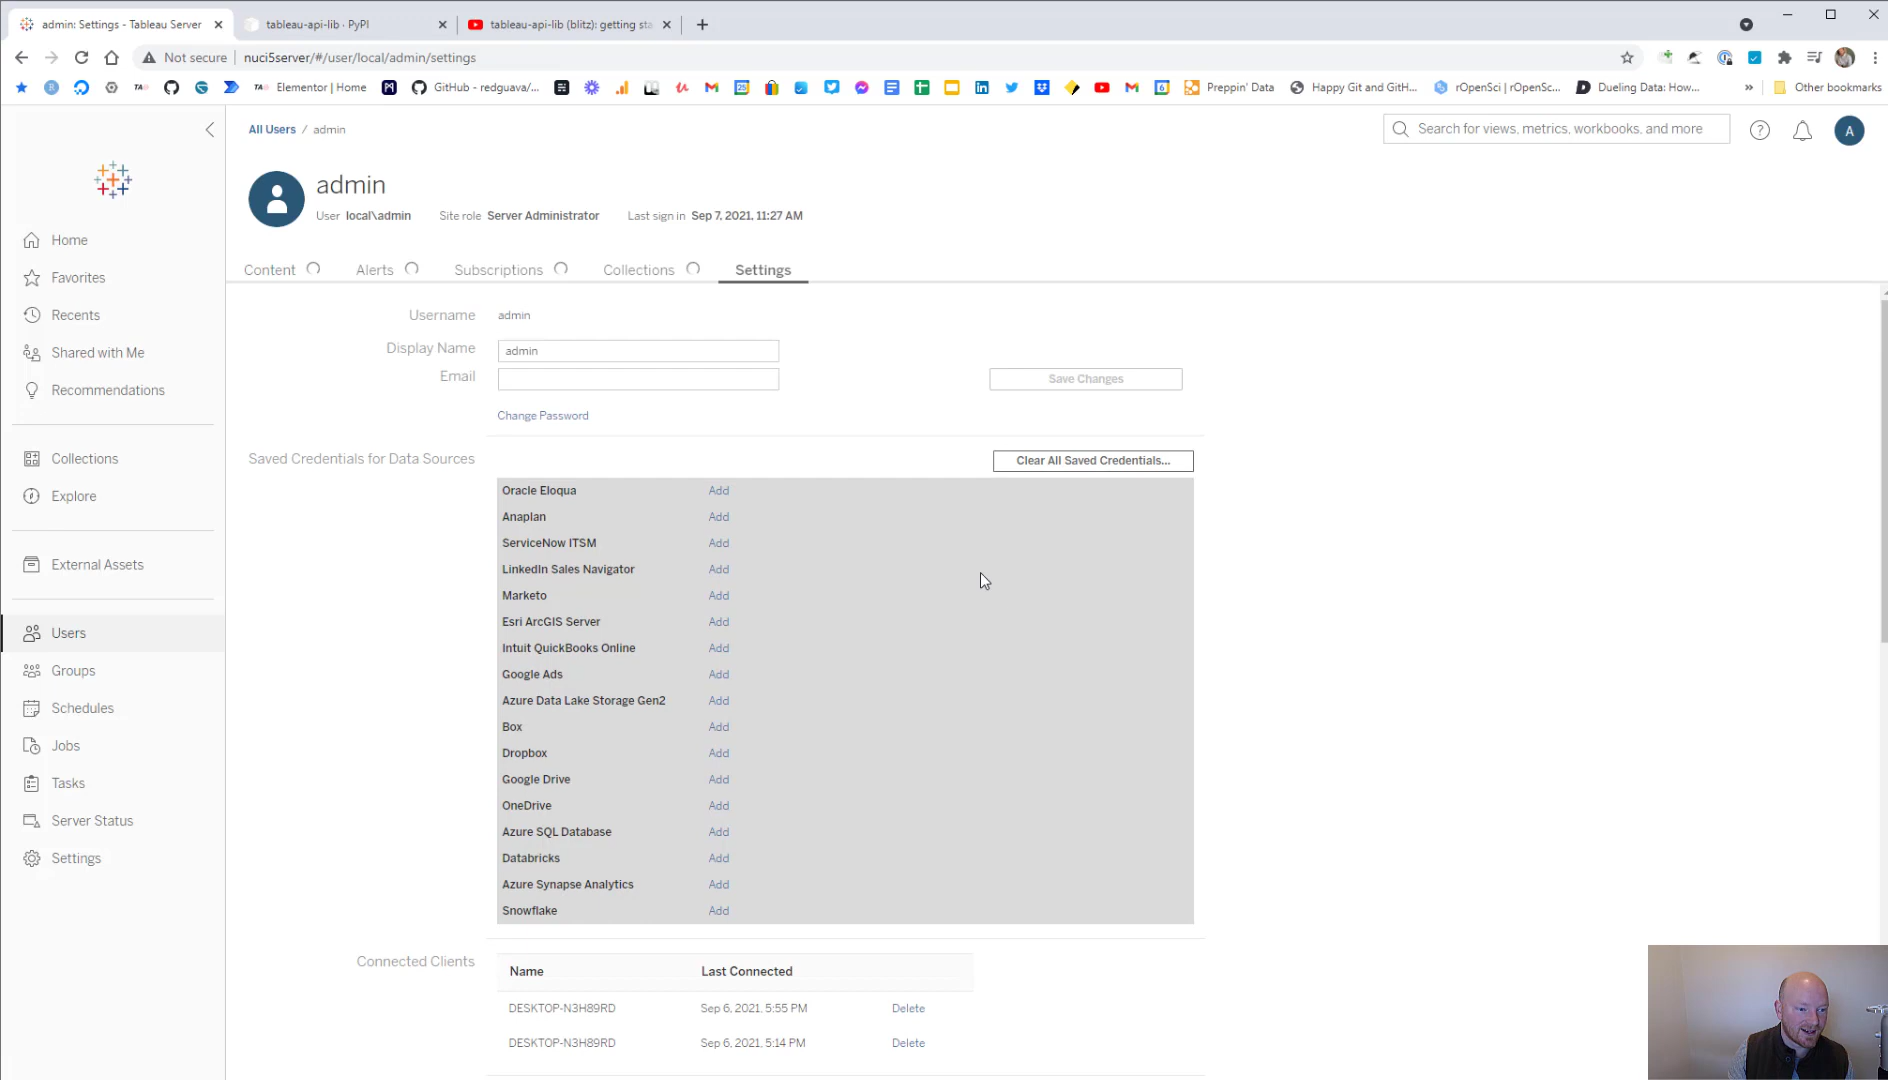 admin: Settings - Tableau Server
tableau-api-lib · PyPI
tableau-api-lib (blitz): getting sta
Not secure
nuci5server/#/user/local/admin/settings
Elementor | Home
GitHub - redguava/...
Preppin' Data
Happy Git and GitH...
rOpenSci | rOpenSc...
Dueling Data: How...
Other bookmarks
All Users / admin
Search for views, metrics, workbooks, and more
A
admin
User local\admin Site role Server Administrator Last sign in Sep 7, 2021, 11:27 AM
Home
Favorites
Recents
Shared with Me
Recommendations
Collections
Explore
External Assets
Users
Groups
Schedules
Jobs
Tasks
Server Status
Settings
Content Alerts Subscriptions Collections Settings
Username admin
Display Name admin
Email
Save Changes
Change Password
Saved Credentials for Data Sources
Clear All Saved Credentials...
Oracle Eloqua Add
Anaplan Add
ServiceNow ITSM Add
LinkedIn Sales Navigator Add
Marketo Add
Esri ArcGIS Server Add
Intuit QuickBooks Online Add
Google Ads Add
Azure Data Lake Storage Gen2 Add
Box Add
Dropbox Add
Google Drive Add
OneDrive Add
Azure SQL Database Add
Databricks Add
Azure Synapse Analytics Add
Snowflake Add
Connected Clients
Name Last Connected
DESKTOP-N3H89RD Sep 6, 2021, 5:55 PM Delete
DESKTOP-N3H89RD Sep 6, 2021, 5:14 PM Delete